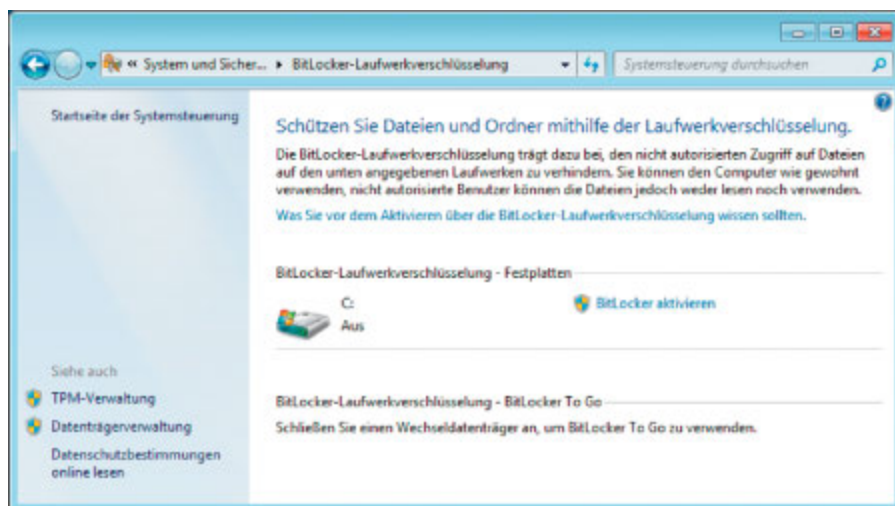 « System und Sicher... ▸ BitLocker-Laufwerkverschlüsselung
Systemsteuerung durchsuchen
Startseite der Systemsteuerung
Schützen Sie Dateien und Ordner mithilfe der Laufwerkverschlüsselung.
Die BitLocker-Laufwerkverschlüsselung trägt dazu bei, den nicht autorisierten Zugriff auf Dateien
auf den unten angegebenen Laufwerken zu verhindern. Sie können den Computer wie gewohnt
verwenden, nicht autorisierte Benutzer können die Dateien jedoch weder lesen noch verwenden.
Was Sie vor dem Aktivieren über die BitLocker-Laufwerkverschlüsselung wissen sollten.
BitLocker-Laufwerkverschlüsselung - Festplatten
C:
Aus
BitLocker aktivieren
Siehe auch
TPM-Verwaltung
Datenträgerverwaltung
Datenschutzbestimmungen
online lesen
BitLocker-Laufwerkverschlüsselung - BitLocker To Go
Schließen Sie einen Wechseldatenträger an, um BitLocker To Go zu verwenden.